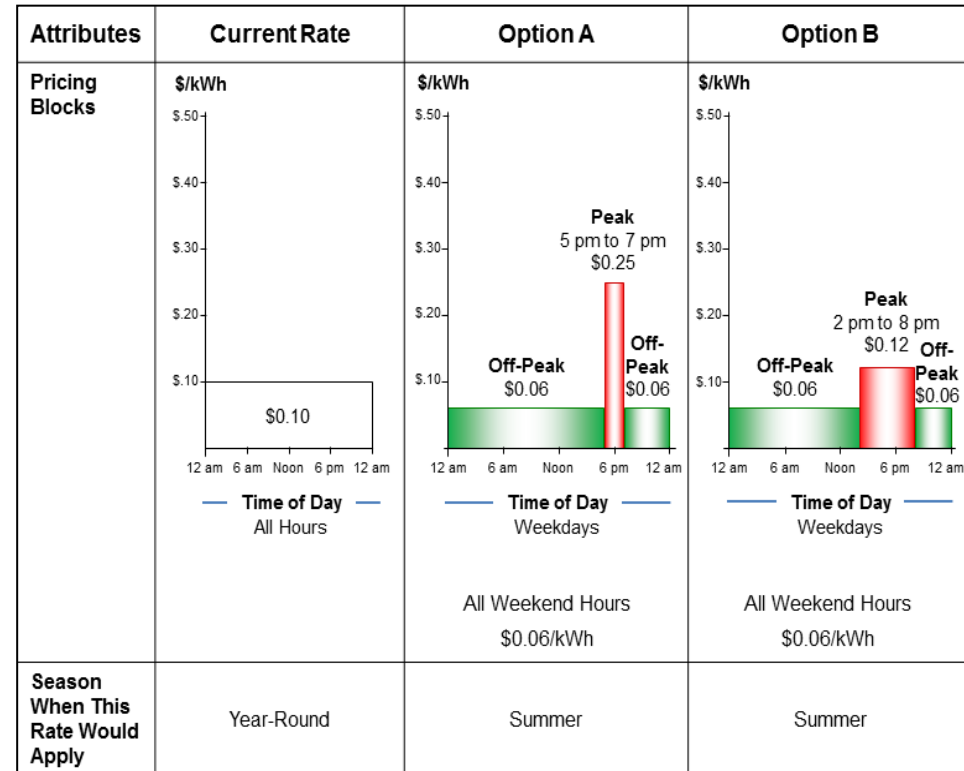 Attributes
Current Rate
Option A
Option B
Pricing
Blocks
$/kWh
$.50
$.40
$.30
$.20
$.10
$0.10
12 am 6 am Noon 6 pm 12 am
Time of Day
All Hours
$/kWh
$.50
$.40
$.30
$.20
$.10
Peak
5 pm to 7 pm
$0.25
Off-Peak
$0.06
Off-
Peak
$0.06
12 am 6 am Noon 6 pm 12 am
Time of Day
Weekdays
All Weekend Hours
$0.06/kWh
$/kWh
$.50
$.40
$.30
$.20
$.10
Peak
2 pm to 8 pm
$0.12
Off-Peak
$0.06
Off-
Peak
$0.06
12 am 6 am Noon 6 pm 12 am
Time of Day
Weekdays
All Weekend Hours
$0.06/kWh
Season
When This
Rate Would
Apply
Year-Round
Summer
Summer